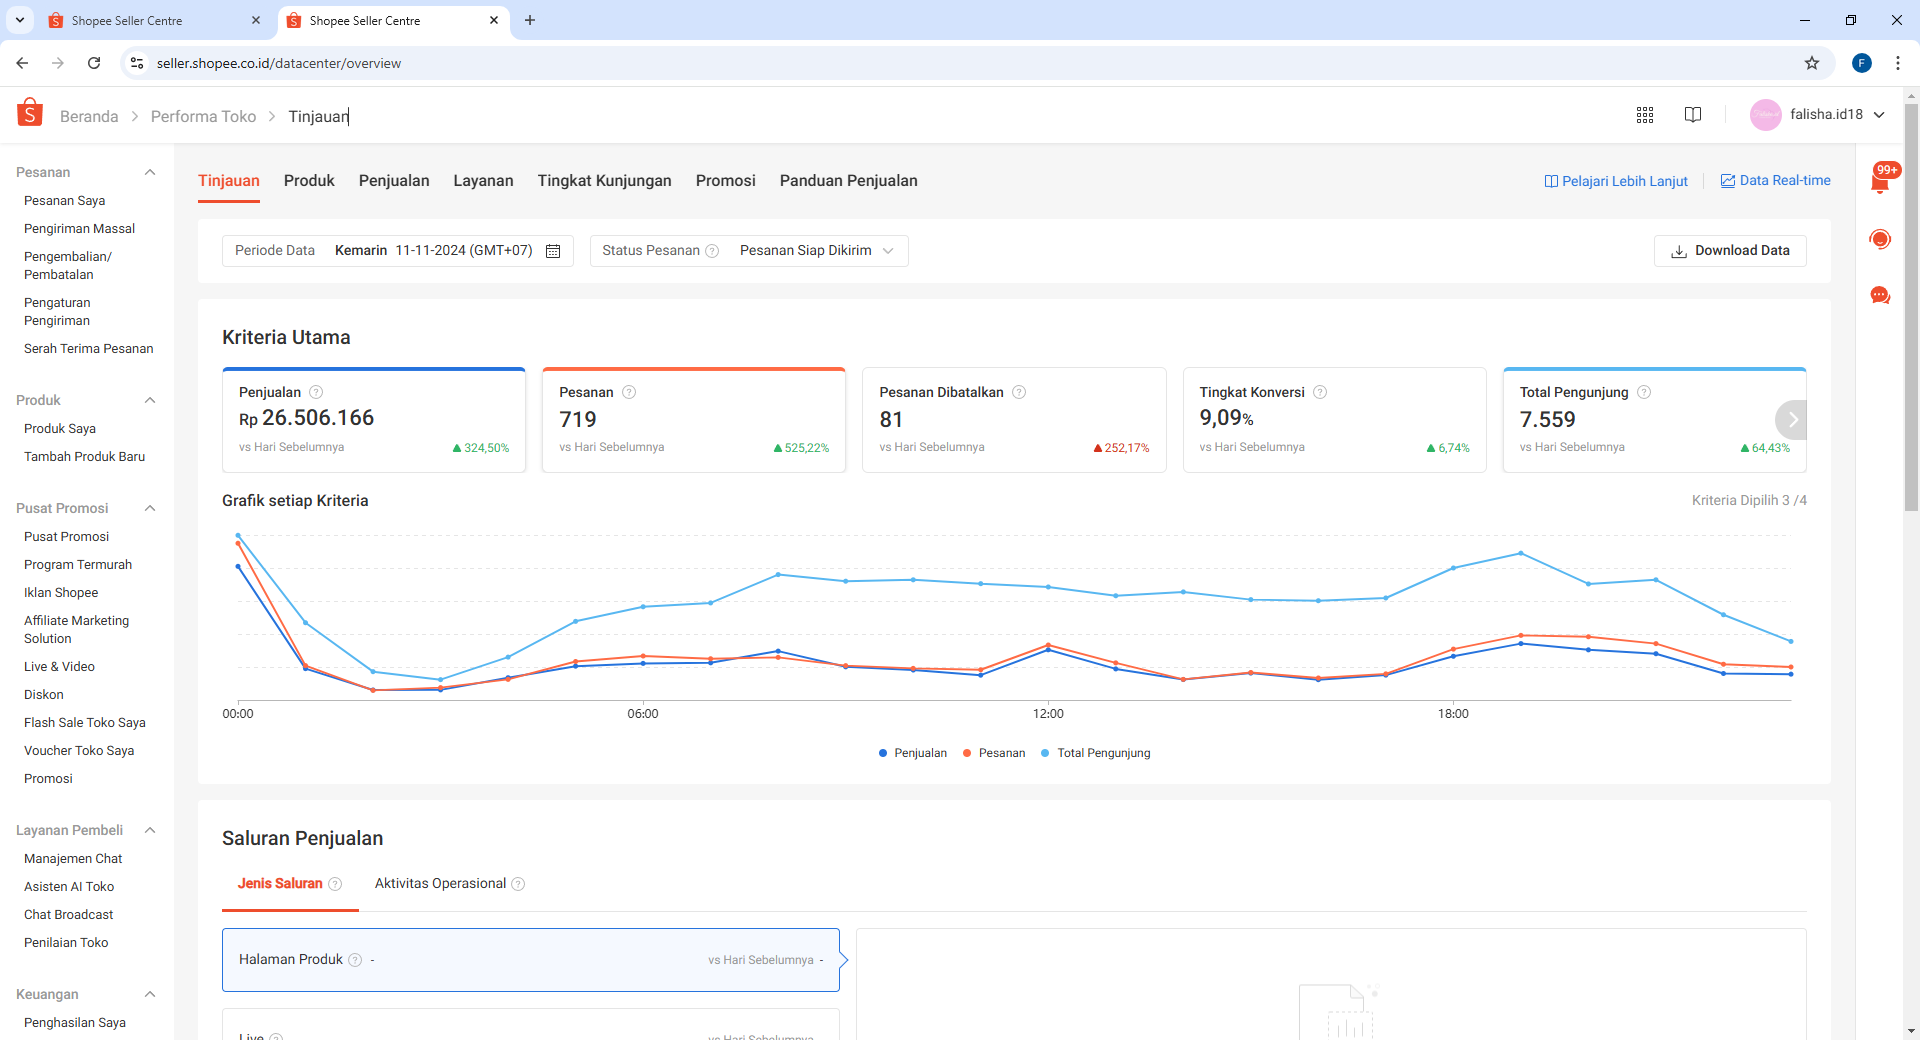 Shopee Seller Centre
Shopee Seller Centre
seller.shopee.co.id/datacenter/overview
F
Beranda > Performa Toko > Tinjauan
falisha.id18
99+
Pesanan
Pesanan Saya
Pengiriman Massal
Pengembalian/
Pembatalan
Pengaturan
Pengiriman
Serah Terima Pesanan
Produk
Produk Saya
Tambah Produk Baru
Pusat Promosi
Pusat Promosi
Program Termurah
Iklan Shopee
Affiliate Marketing
Solution
Live & Video
Diskon
Flash Sale Toko Saya
Voucher Toko Saya
Promosi
Layanan Pembeli
Manajemen Chat
Asisten AI Toko
Chat Broadcast
Penilaian Toko
Keuangan
Penghasilan Saya
Tinjauan Produk Penjualan Layanan Tingkat Kunjungan Promosi Panduan Penjualan
Pelajari Lebih Lanjut
Data Real-time
Periode Data Kemarin 11-11-2024 (GMT+07)
Status Pesanan ? Pesanan Siap Dikirim
Download Data
Kriteria Utama
Penjualan ?
Rp 26.506.166
vs Hari Sebelumnya 324,50%
Pesanan ?
719
vs Hari Sebelumnya 525,22%
Pesanan Dibatalkan ?
81
vs Hari Sebelumnya 252,17%
Tingkat Konversi ?
9,09%
vs Hari Sebelumnya 6,74%
Total Pengunjung ?
7.559
vs Hari Sebelumnya 64,43%
Grafik setiap Kriteria
Kriteria Dipilih 3 /4
00:00 06:00 12:00 18:00
Penjualan Pesanan Total Pengunjung
Saluran Penjualan
Jenis Saluran ? Aktivitas Operasional ?
Halaman Produk ? - vs Hari Sebelumnya -
Live ? vs Hari Sebelumnya